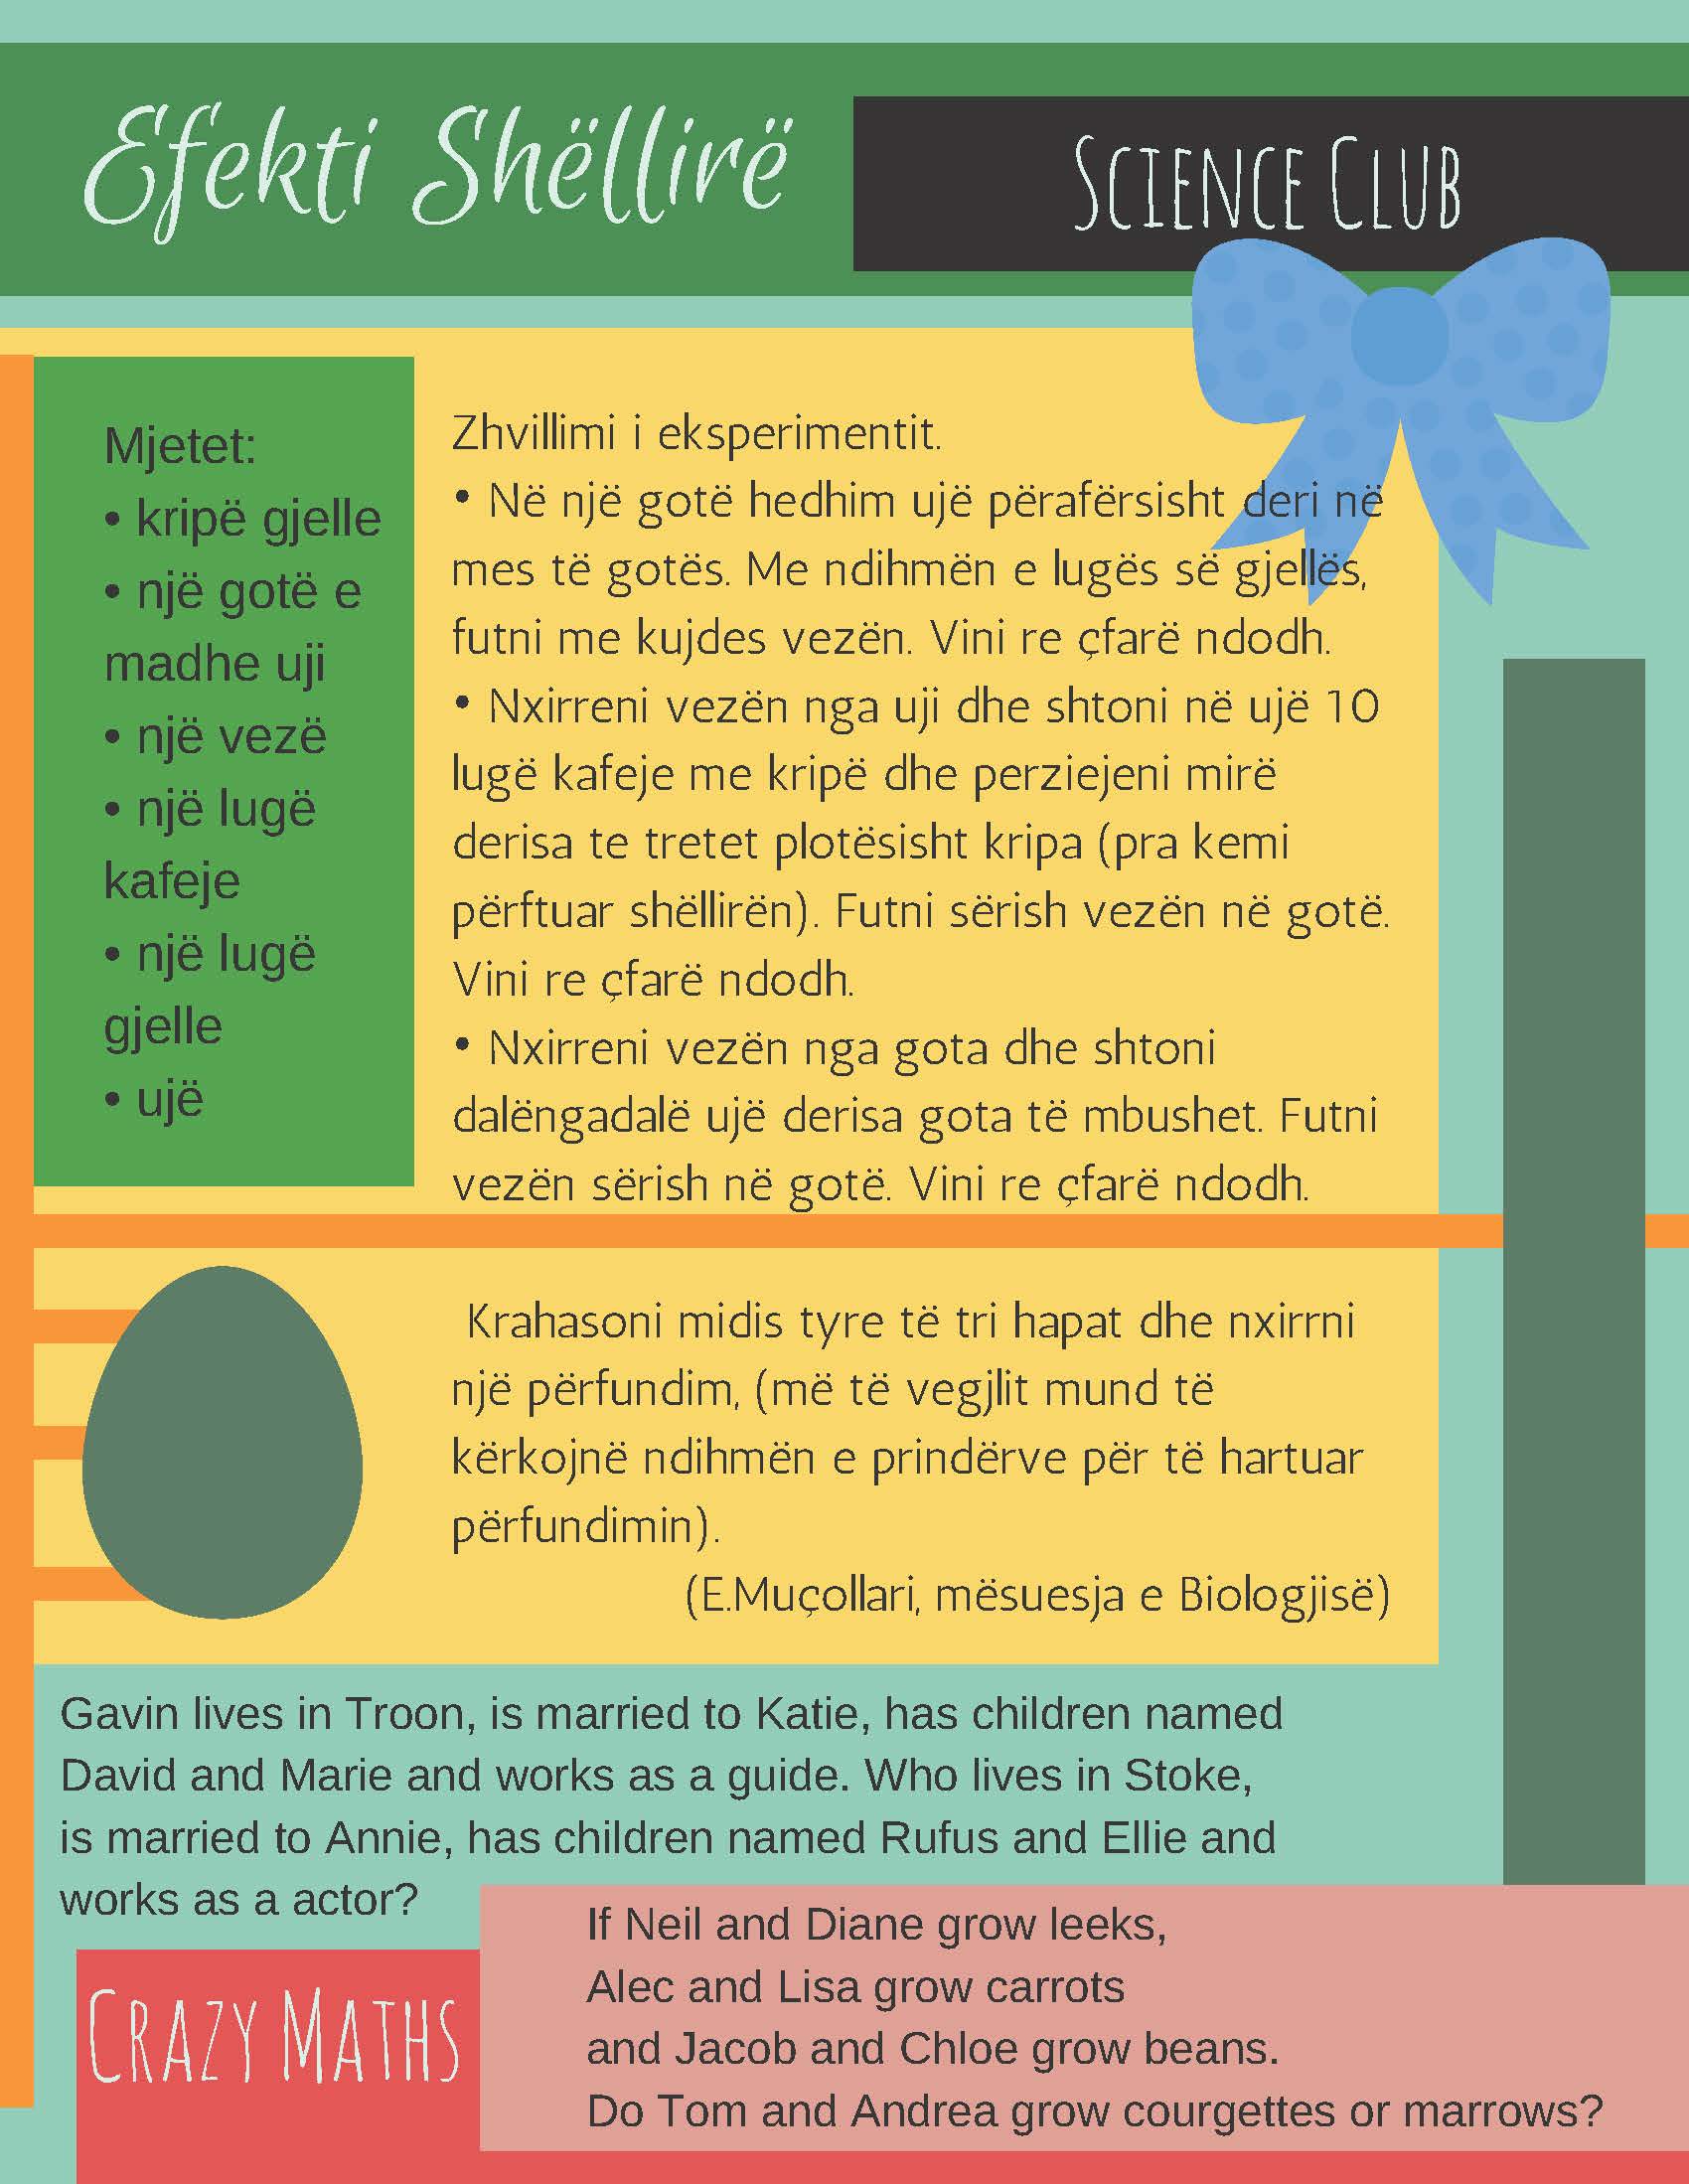 Efekti Shëllirë
SCIENCE CLUB
Mjetet:
• kripë gjelle
• një gotë e
madhe uji
• një vezë
• një lugë
kafeje
• një lugë
gjelle
• ujë
Zhvillimi i eksperimentit.
• Në një gotë hedhim ujë përafërsisht deri në
mes të gotës. Me ndihmën e lugës së gjellës,
futni me kujdes vezën. Vini re çfarë ndodh.
• Nxirreni vezën nga uji dhe shtoni në ujë 10
lugë kafeje me kripë dhe perziejeni mirë
derisa te tretet plotësisht kripa (pra kemi
përftuar shëllirën). Futni sërish vezën në gotë.
Vini re çfarë ndodh.
• Nxirreni vezën nga gota dhe shtoni
dalëngadalë ujë derisa gota të mbushet. Futni
vezën sërish në gotë. Vini re çfarë ndodh.
Krahasoni midis tyre të tri hapat dhe nxirrni
një përfundim, (më të vegjlit mund të
kërkojnë ndihmën e prindërve për të hartuar
përfundimin).
(E.Muçollari, mësuesja e Biologjisë)
Gavin lives in Troon, is married to Katie, has children named
David and Marie and works as a guide. Who lives in Stoke,
is married to Annie, has children named Rufus and Ellie and
works as a actor?
CRAZY MATHS
If Neil and Diane grow leeks,
Alec and Lisa grow carrots
and Jacob and Chloe grow beans.
Do Tom and Andrea grow courgettes or marrows?